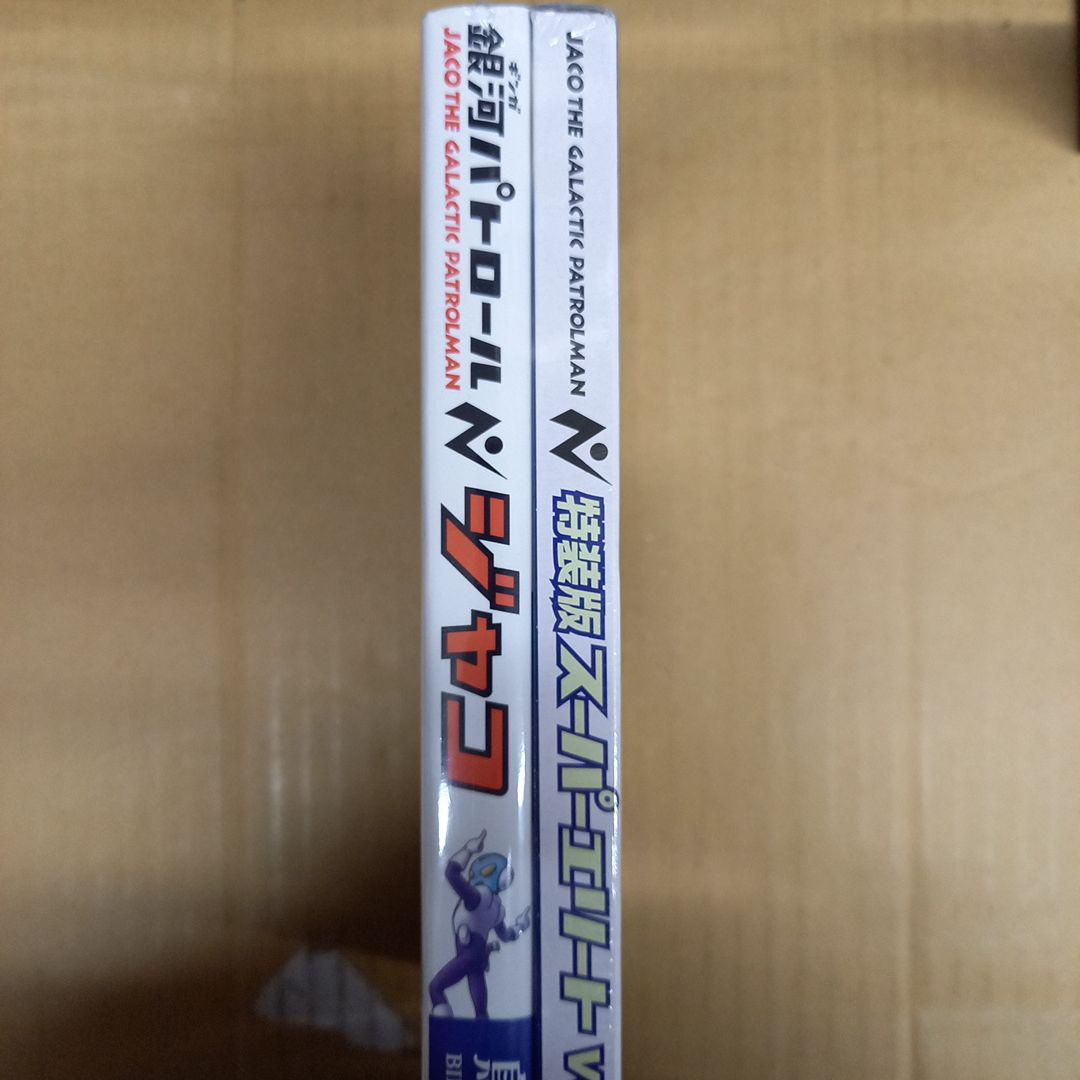 銀河パトロール
ギンガ
JACO THE GALACTIC PATROLMAN
ジャコ
JACO THE GALACTIC PATROLMAN
特装版スーパーエリート